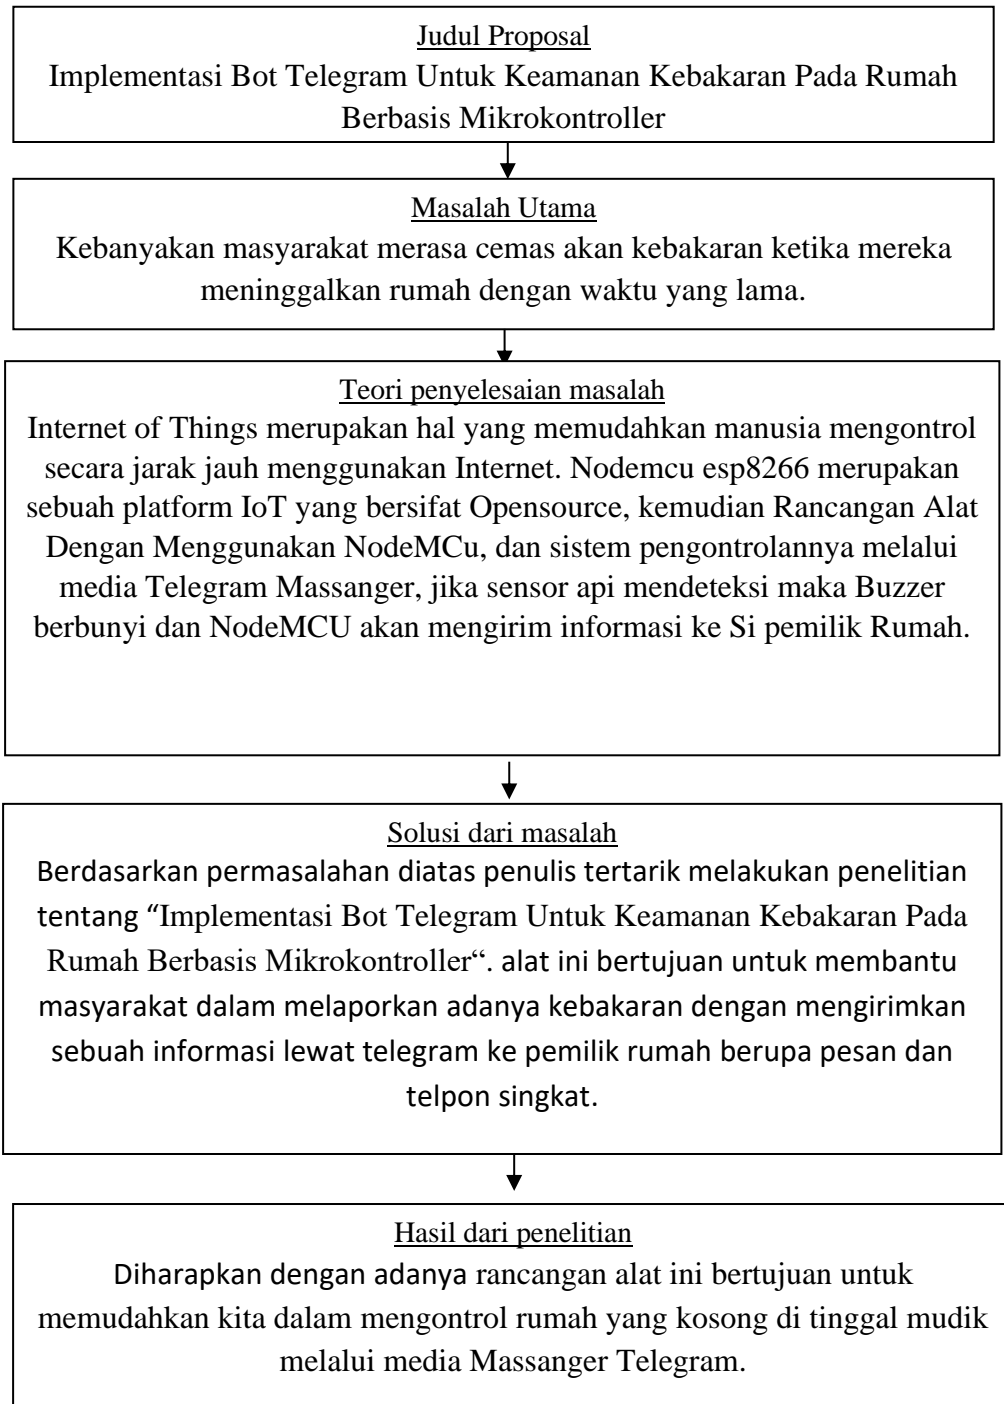 Judul Proposal
Implementasi Bot Telegram Untuk Keamanan Kebakaran Pada Rumah
Berbasis Mikrokontroller
Masalah Utama
Kebanyakan masyarakat merasa cemas akan kebakaran ketika mereka
meninggalkan rumah dengan waktu yang lama.
Teori penyelesaian masalah
Internet of Things merupakan hal yang memudahkan manusia mengontrol
secara jarak jauh menggunakan Internet. Nodemcu esp8266 merupakan
sebuah platform IoT yang bersifat Opensource, kemudian Rancangan Alat
Dengan Menggunakan NodeMCu, dan sistem pengontrolannya melalui
media Telegram Massanger, jika sensor api mendeteksi maka Buzzer
berbunyi dan NodeMCU akan mengirim informasi ke Si pemilik Rumah.
Solusi dari masalah
Berdasarkan permasalahan diatas penulis tertarik melakukan penelitian
tentang “Implementasi Bot Telegram Untuk Keamanan Kebakaran Pada
Rumah Berbasis Mikrokontroller“. alat ini bertujuan untuk membantu
masyarakat dalam melaporkan adanya kebakaran dengan mengirimkan
sebuah informasi lewat telegram ke pemilik rumah berupa pesan dan
telpon singkat.
Hasil dari penelitian
Diharapkan dengan adanya rancangan alat ini bertujuan untuk
memudahkan kita dalam mengontrol rumah yang kosong di tinggal mudik
melalui media Massanger Telegram.